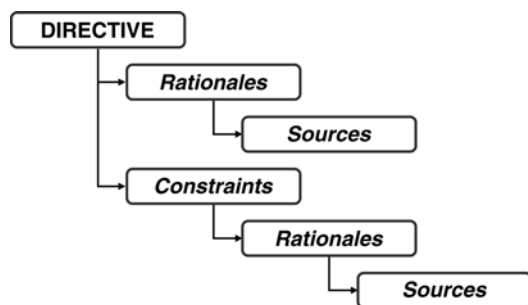 DIRECTIVE
Rationales
Sources
Constraints
Rationales
Sources